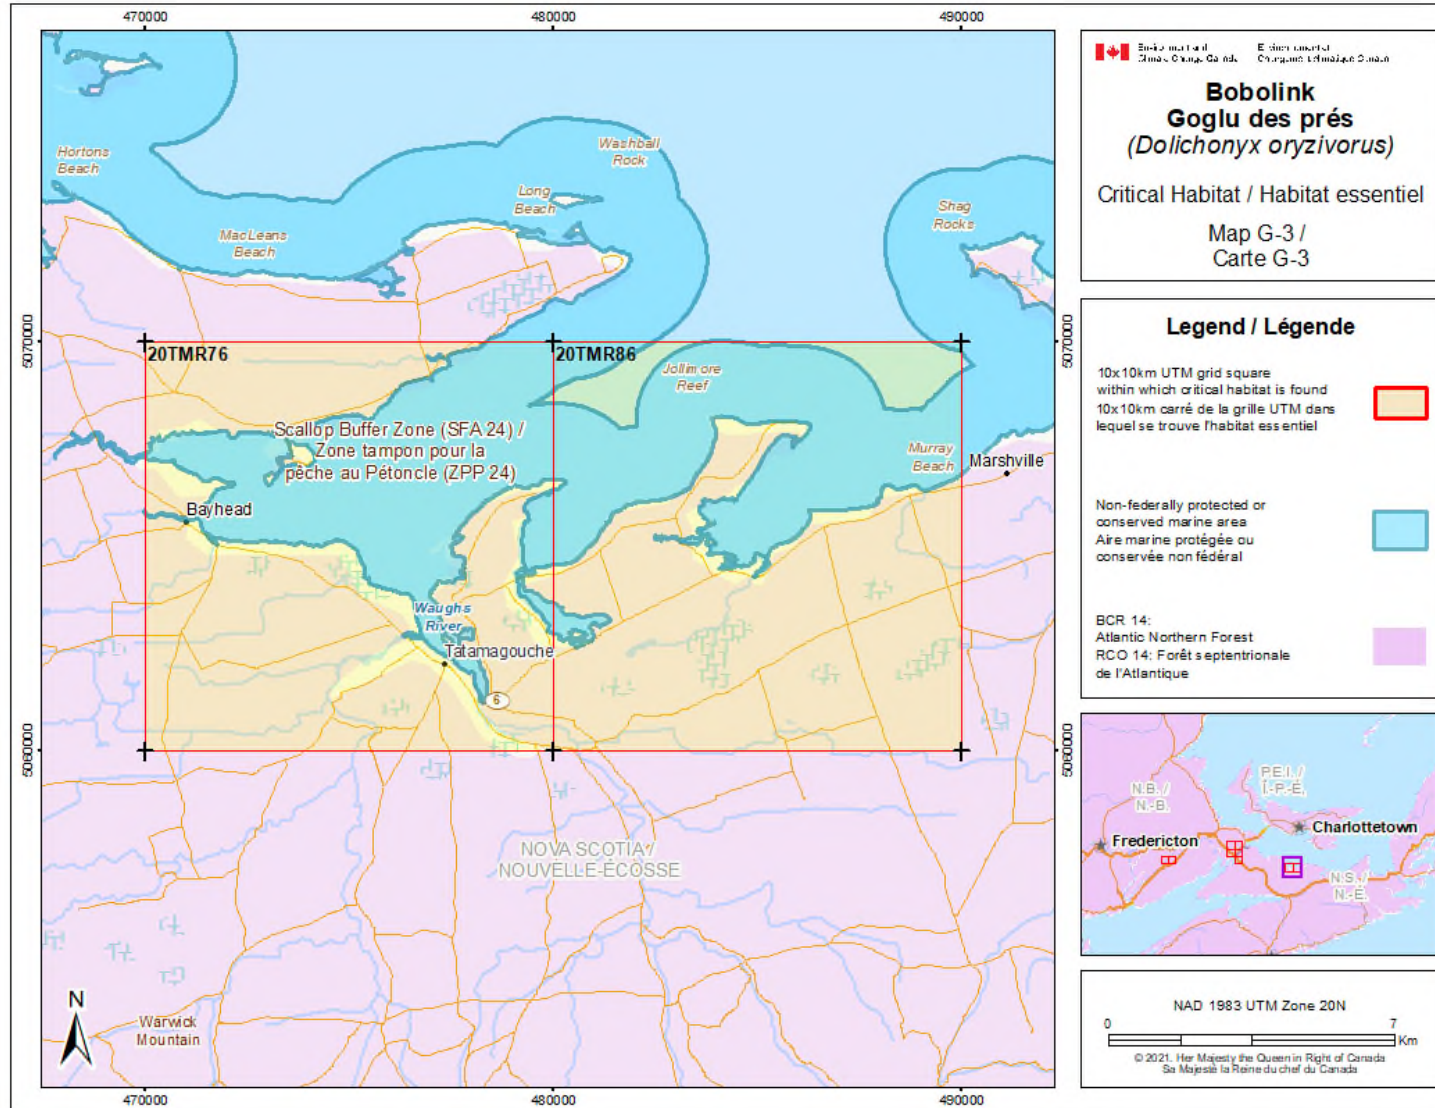 470000
480000
490000
Hortons
Beach
MacLeans
Beach
Long
Beach
Washball
Rock
Shag
Rocks
5070000
5070000
20TMR76
20TMR86
Jollimore
Reef
Scallop Buffer Zone (SFA 24) /
Zone tampon pour la
pêche au Pétoncle (ZPP 24)
Murray
Beach
Marshville
Bayhead
Waughs
River
Tatamagouche
6
5060000
5060000
NOVA SCOTIA /
NOUVELLE-ÉCOSSE
N
Warwick
Mountain
470000
480000
490000
Bobolink
Goglu des prés
(Dolichonyx oryzivorus)
Critical Habitat / Habitat essentiel
Map G-3 /
Carte G-3
Legend / Légende
10x10km UTM grid square
within which critical habitat is found
10x10km carré de la grille UTM dans
lequel se trouve l'habitat essentiel
Non-federally protected or
conserved marine area
Aire marine protégée ou
conservée non fédéral
BCR 14:
Atlantic Northern Forest
RCO 14: Forêt septentrionale
de l'Atlantique
N.B. /
N.-B.
P.E.I. /
Î.-P.-É.
Fredericton
Charlottetown
N.S. /
N.-É.
NAD 1983 UTM Zone 20N
0 7
Km
© 2021. Her Majesty the Queen in Right of Canada
Sa Majesté la Reine du chef du Canada